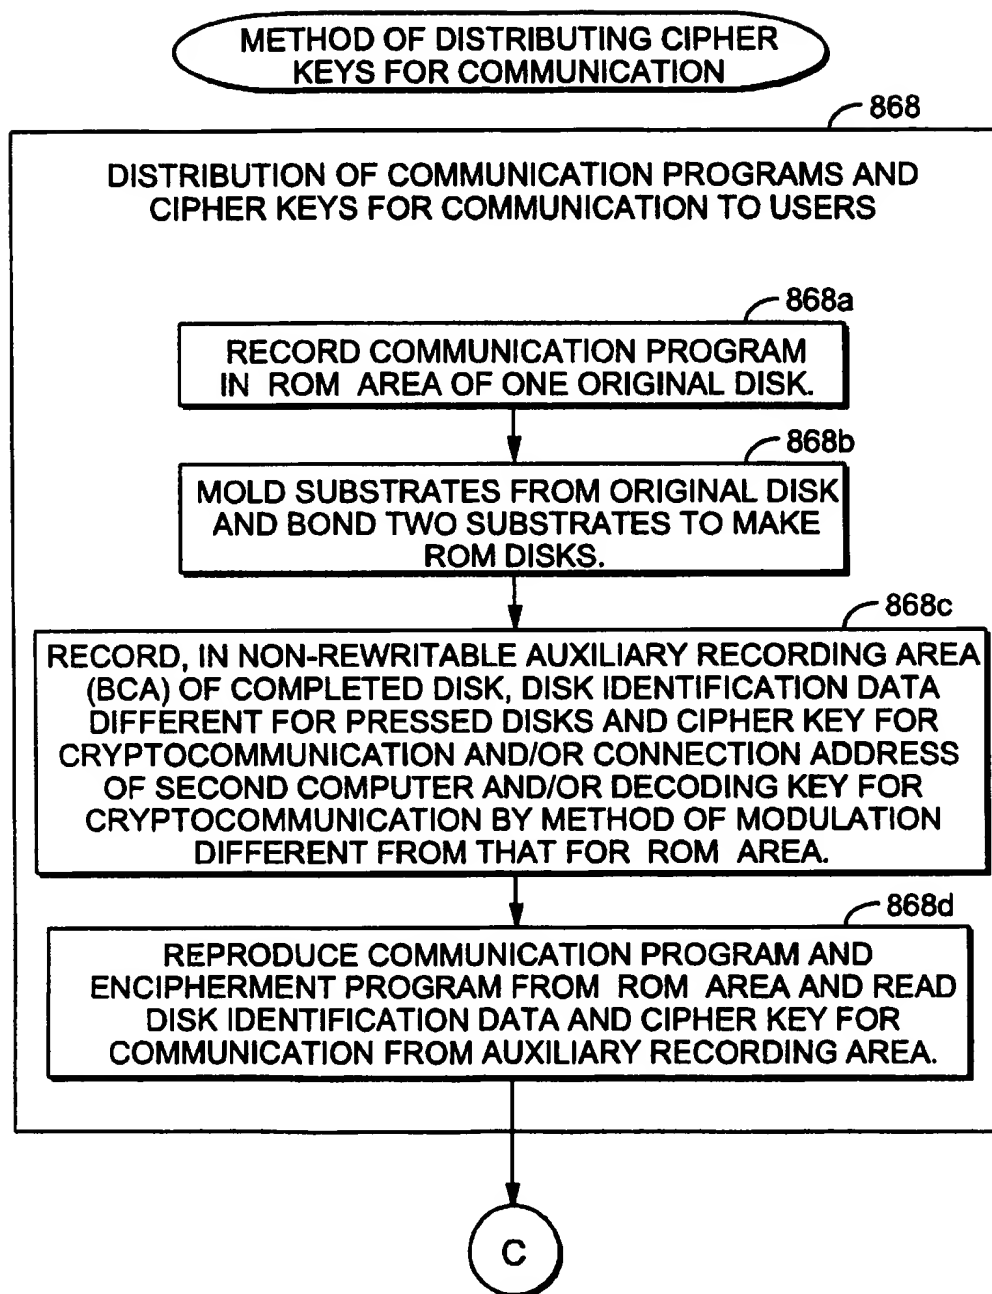 METHOD OF DISTRIBUTING CIPHER
KEYS FOR COMMUNICATION
868
DISTRIBUTION OF COMMUNICATION PROGRAMS AND
CIPHER KEYS FOR COMMUNICATION TO USERS
868a
RECORD COMMUNICATION PROGRAM
IN ROM AREA OF ONE ORIGINAL DISK.
868b
MOLD SUBSTRATES FROM ORIGINAL DISK
AND BOND TWO SUBSTRATES TO MAKE
ROM DISKS.
868c
RECORD, IN NON-REWRITABLE AUXILIARY RECORDING AREA
(BCA) OF COMPLETED DISK, DISK IDENTIFICATION DATA
DIFFERENT FOR PRESSED DISKS AND CIPHER KEY FOR
CRYPTOCOMMUNICATION AND/OR CONNECTION ADDRESS
OF SECOND COMPUTER AND/OR DECODING KEY FOR
CRYPTOCOMMUNICATION BY METHOD OF MODULATION
DIFFERENT FROM THAT FOR ROM AREA.
868d
REPRODUCE COMMUNICATION PROGRAM AND
ENCIPHERMENT PROGRAM FROM ROM AREA AND READ
DISK IDENTIFICATION DATA AND CIPHER KEY FOR
COMMUNICATION FROM AUXILIARY RECORDING AREA.
C